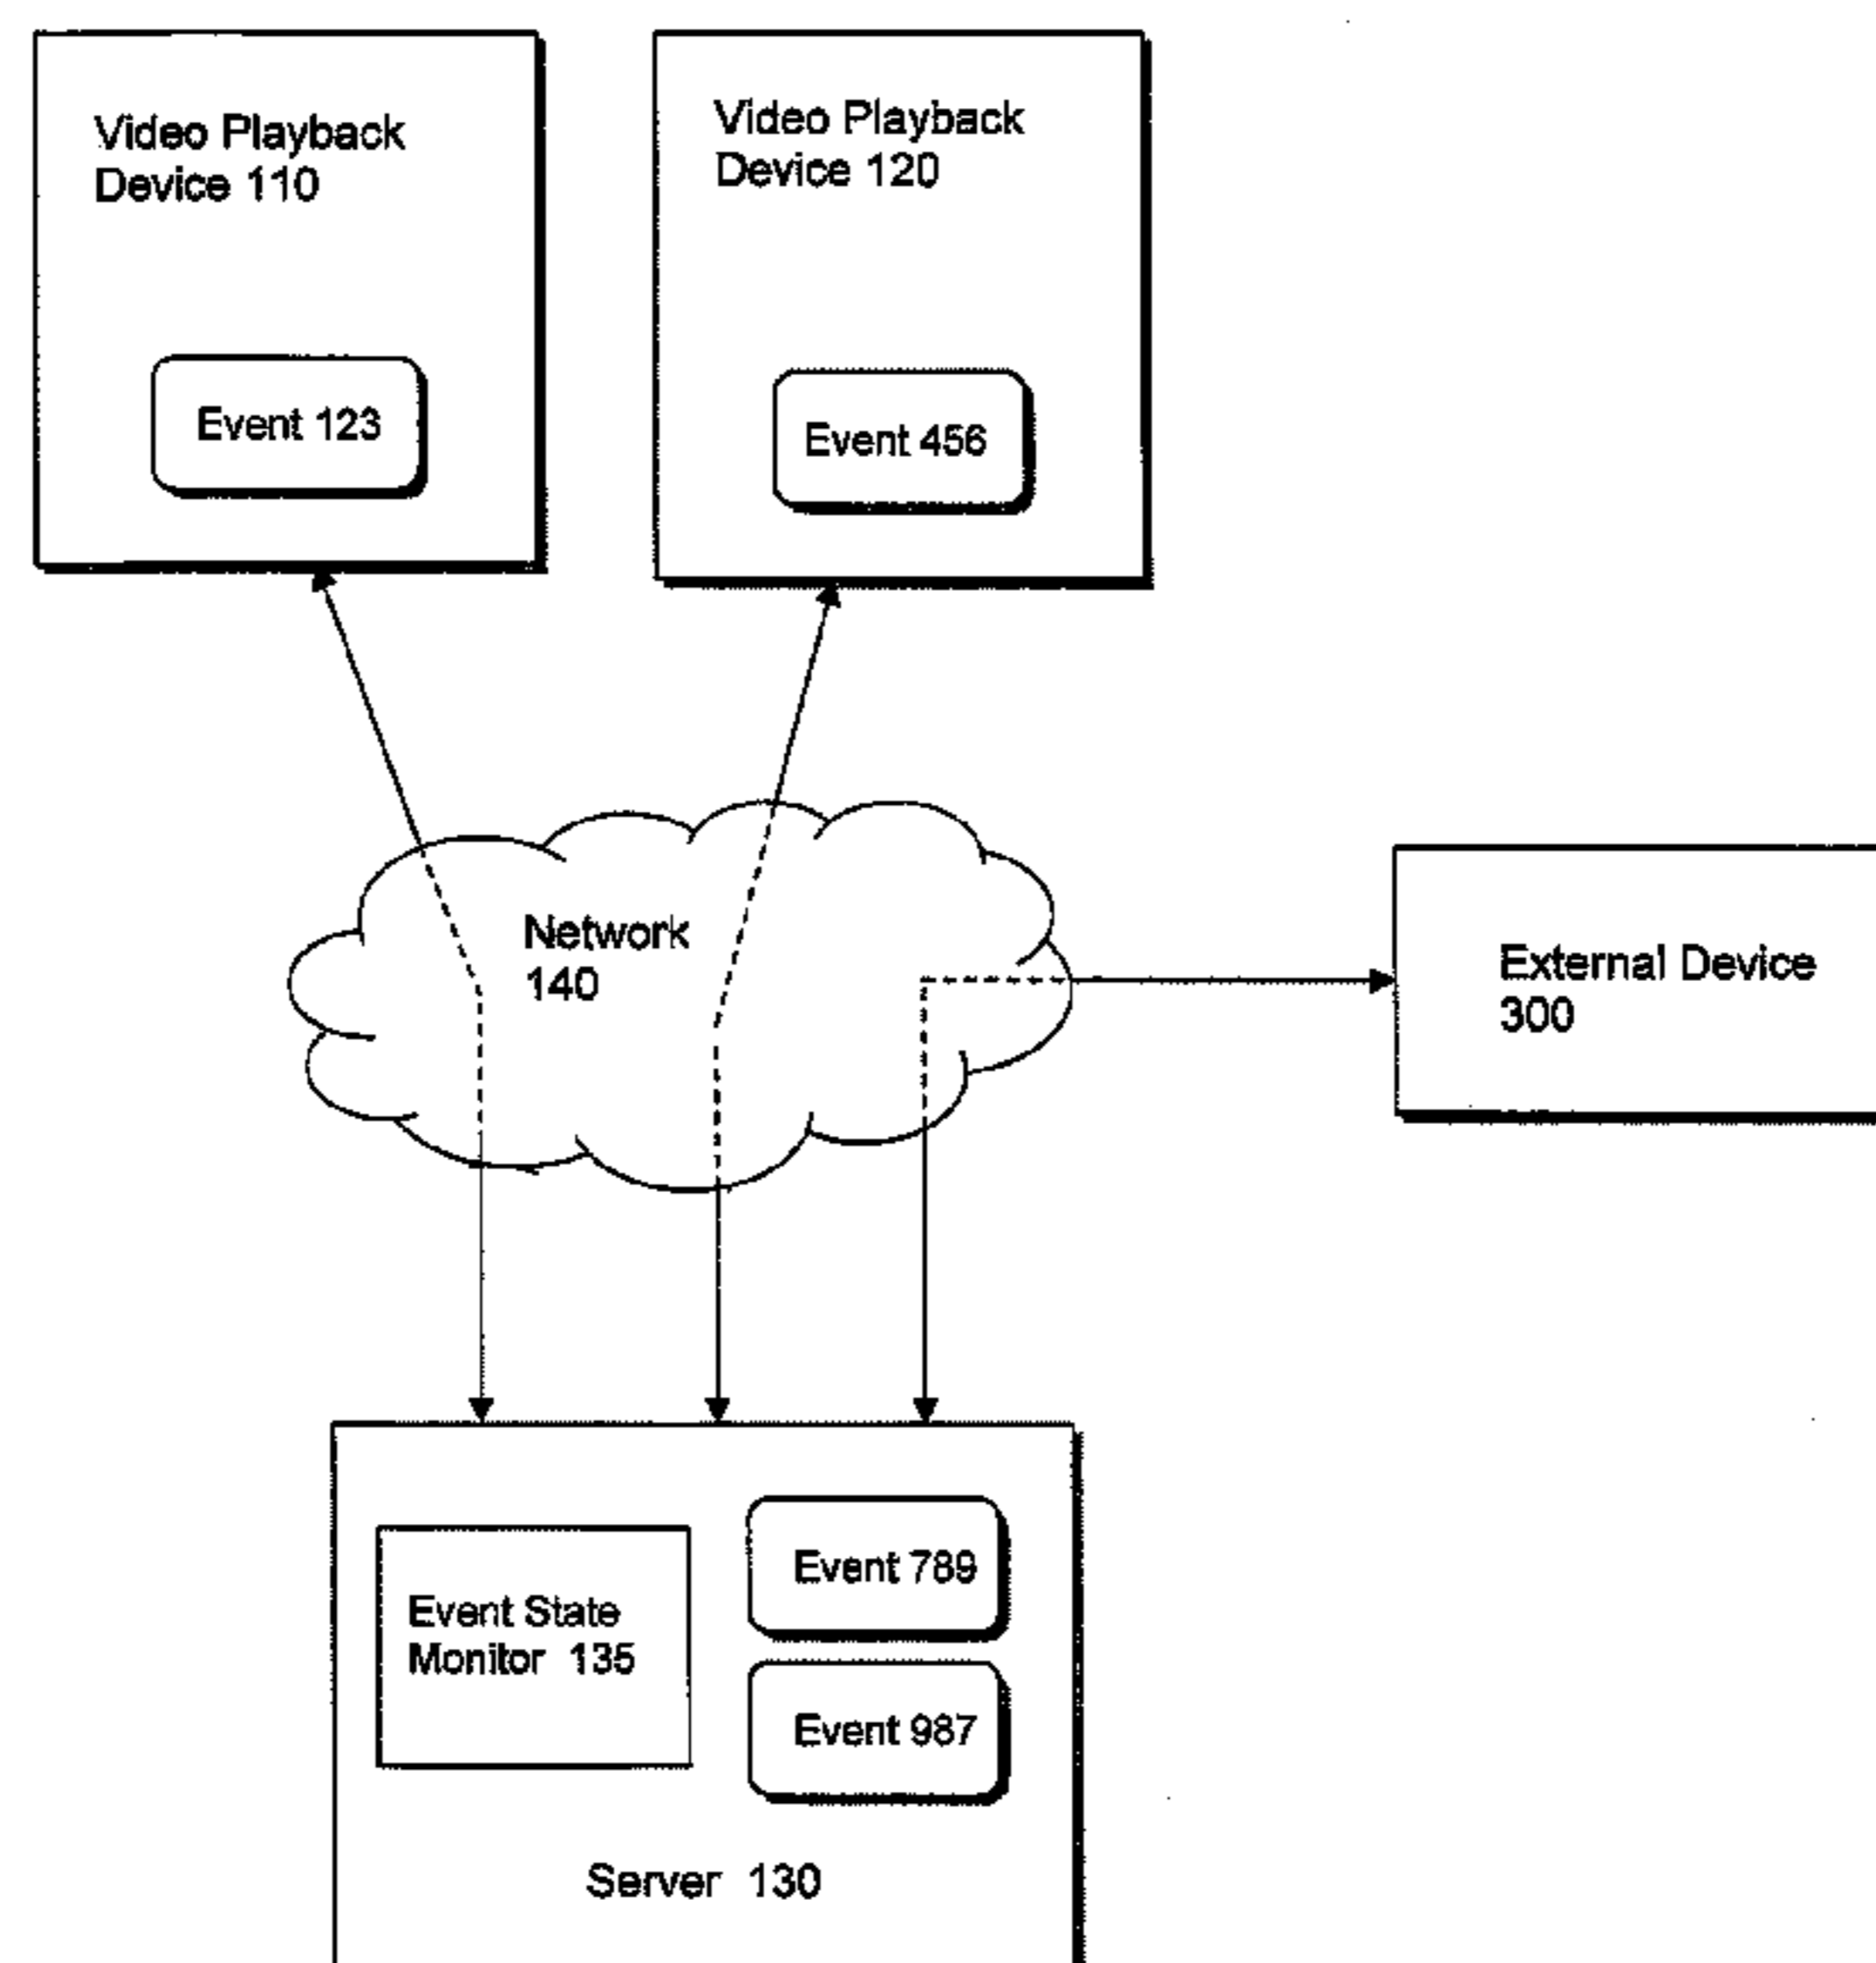 Video Playback
Device 110
Event 123
Video Playback
Device 120
Event 456
Network
140
External Device
300
Event State
Monitor 135
Event 789
Event 987
Server 130